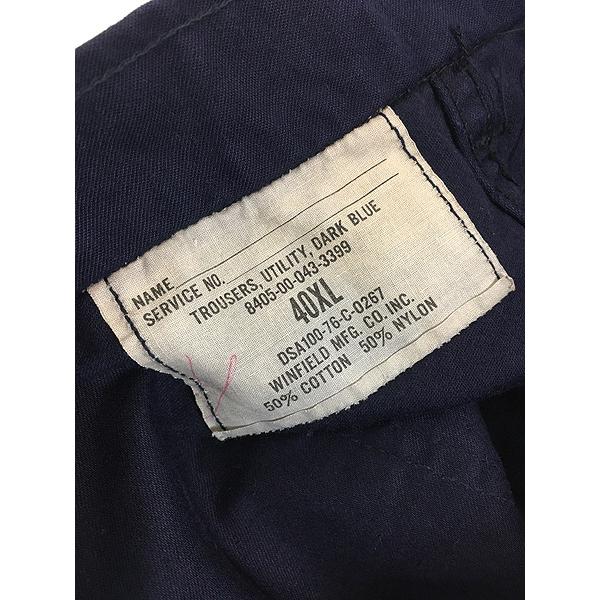 NAME
SERVICE NO.
TROUSERS, UTILITY, DARK BLUE
8405-00-043-3399
40XL
DSA100-76-C-0267
WINFIELD MFG. CO. INC.
50% COTTON 50% NYLON